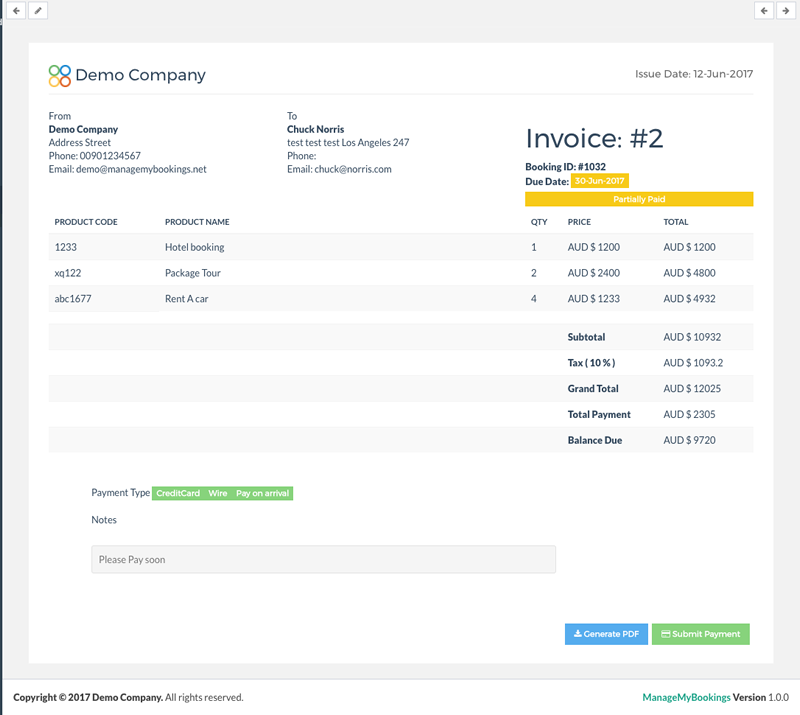 Demo Company
Issue Date: 12-Jun-2017
From
Demo Company
Address Street
Phone: 00901234567
Email: demo@managemybookings.net
To
Chuck Norris
test test test Los Angeles 247
Phone:
Email: chuck@norris.com
Invoice: #2
Booking ID: #1032
Due Date: 30-Jun-2017
Partially Paid
PRODUCT CODE PRODUCT NAME QTY PRICE TOTAL
1233 Hotel booking 1 AUD $ 1200 AUD $ 1200
xq122 Package Tour 2 AUD $ 2400 AUD $ 4800
abc1677 Rent A car 4 AUD $ 1233 AUD $ 4932
Subtotal AUD $ 10932
Tax ( 10 % ) AUD $ 1093.2
Grand Total AUD $ 12025
Total Payment AUD $ 2305
Balance Due AUD $ 9720
Payment Type CreditCard Wire Pay on arrival
Notes
Please Pay soon
Generate PDF Submit Payment
Copyright © 2017 Demo Company. All rights reserved. ManageMyBookings Version 1.0.0